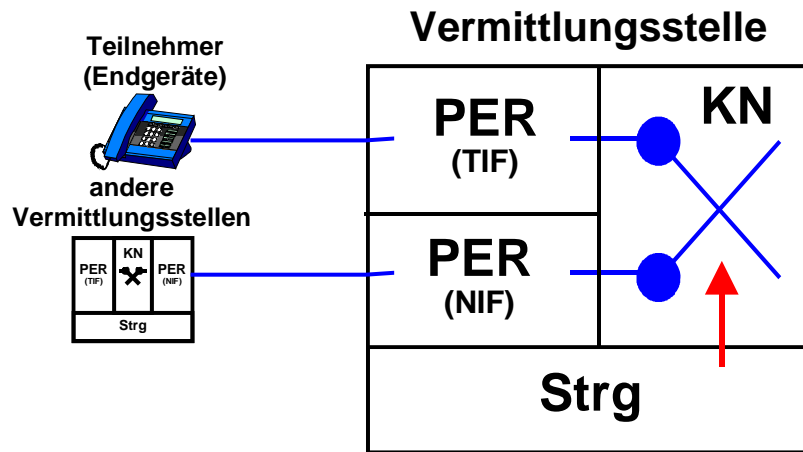 Vermittlungsstelle
Teilnehmer
(Endgeräte)
andere
Vermittlungsstellen
PER
(TIF)
KN
PER
(NIF)
Strg
PER
(TIF)
KN
PER
(NIF)
Strg